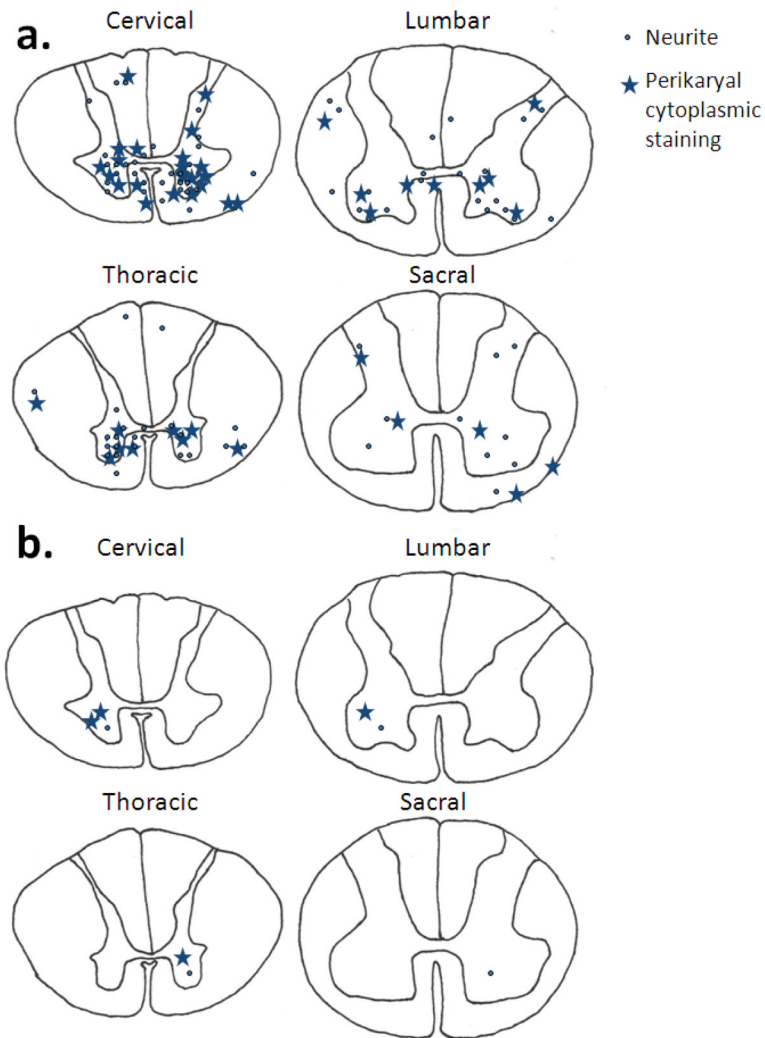 a.
Cervical
Lumbar
Neurite
Perikaryal
cytoplasmic
staining
Thoracic
Sacral
b.
Cervical
Lumbar
Thoracic
Sacral